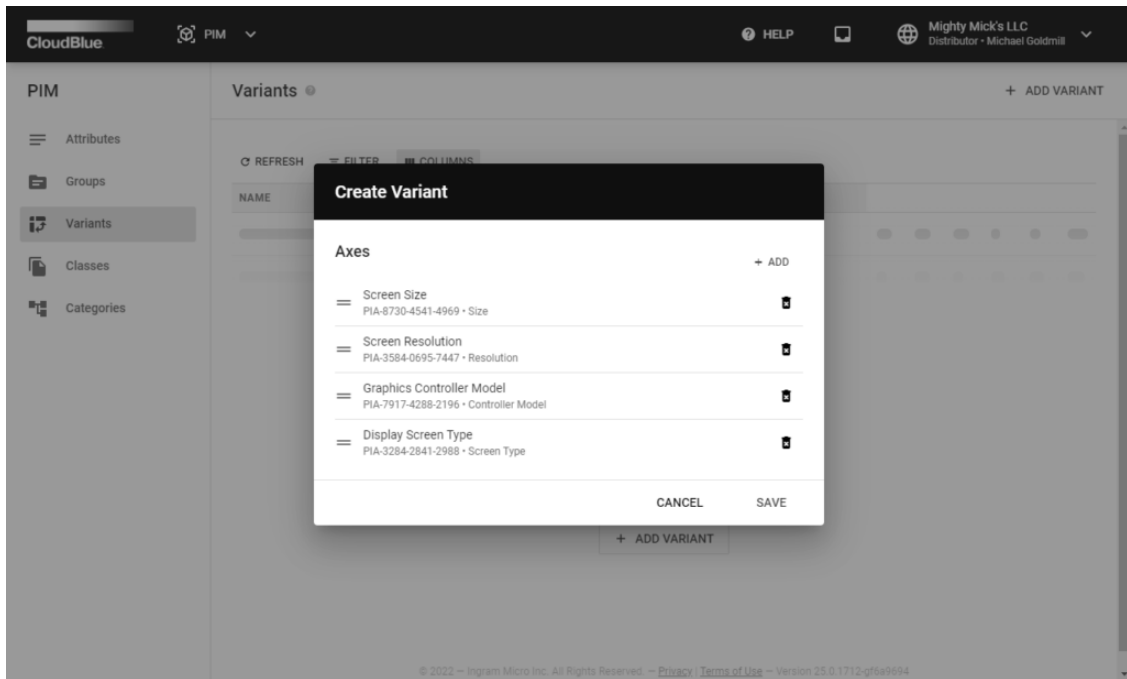 CloudBlue
PIM
HELP
Mighty Mick's LLC
Distributor • Michael Goldmill
PIM
Variants
+ ADD VARIANT
Attributes
Groups
Variants
Classes
Categories
REFRESH
FILTER
COLUMNS
NAME
Create Variant
Axes
+ ADD
Screen Size
PIA-8730-4541-4969 • Size
Screen Resolution
PIA-3584-0695-7447 • Resolution
Graphics Controller Model
PIA-7917-4288-2196 • Controller Model
Display Screen Type
PIA-3284-2841-2988 • Screen Type
CANCEL
SAVE
+ ADD VARIANT
© 2022 – Ingram Micro Inc. All Rights Reserved. – Privacy | Terms of Use – Version 25.0.1712-gf6a9694